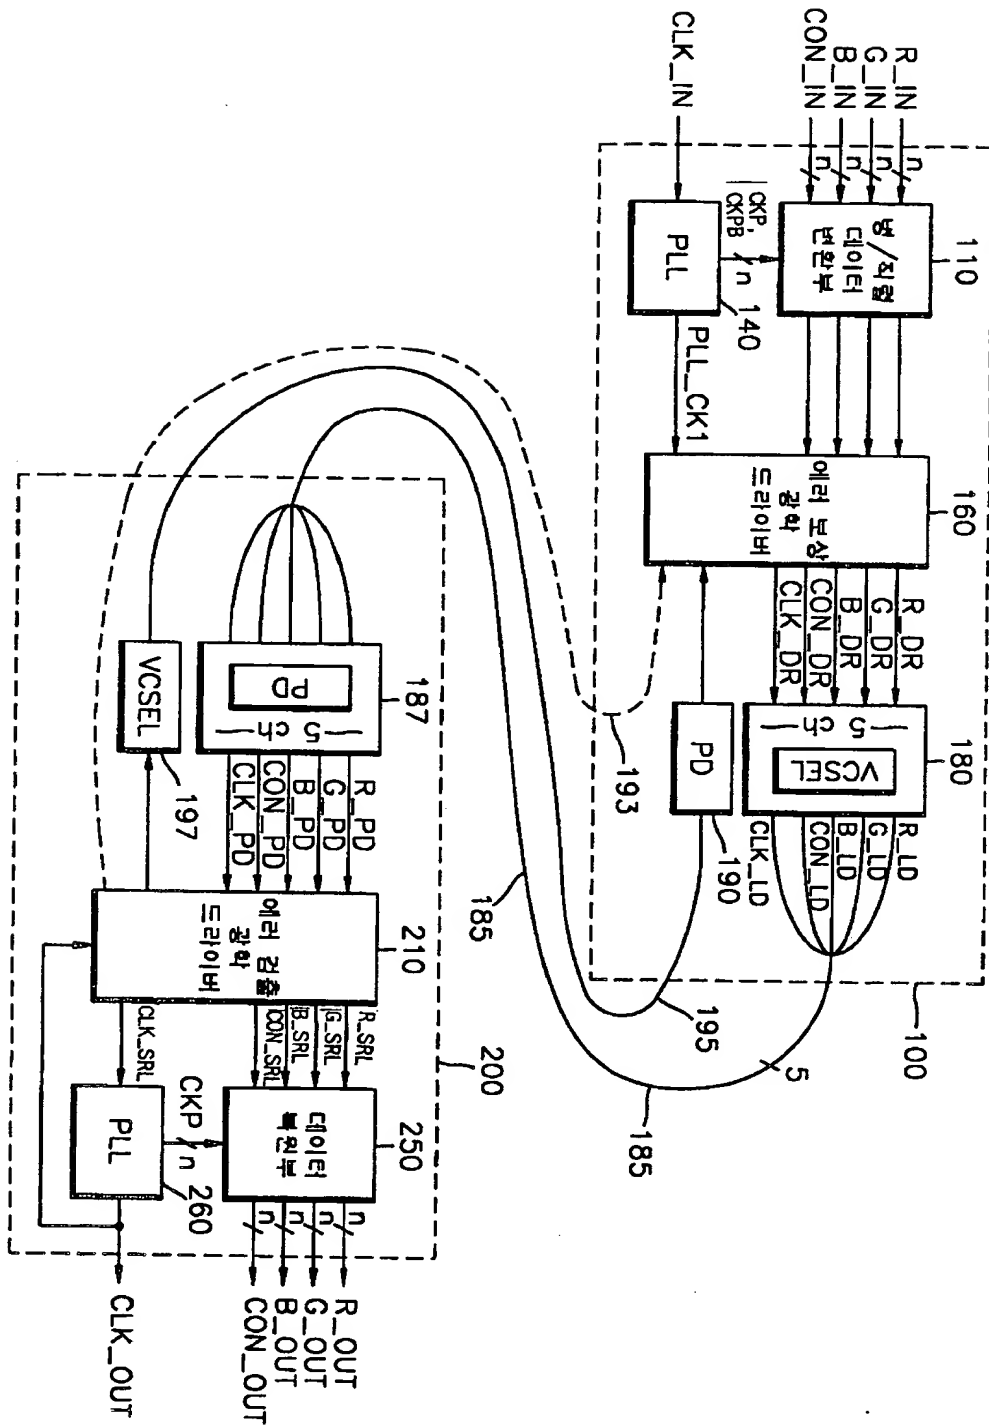 R_IN
G_IN
B_IN
CON_IN
CLK_IN
n
n
n
n
110
병/직렬
데이터
변환부
CKP,
CKPB
n
PLL
140
PLL_CK1
160
에러 보상
광학
드라이버
R_DR
G_DR
B_DR
CON_DR
CLK_DR
180
5 ch
VCSEL
PD
190
R_LD
G_LD
B_LD
CON_LD
CLK_LD
100
193
195
185
5
185
187
5 ch
PD
VCSEL
197
R_PD
G_PD
B_PD
CON_PD
CLK_PD
210
에러 검출
광학
드라이버
R_SRL
G_SRL
B_SRL
CON_SRL
CLK_SRL
200
250
데이터
복원부
CKP
n
PLL
260
n
n
n
n
R_OUT
G_OUT
B_OUT
CON_OUT
CLK_OUT